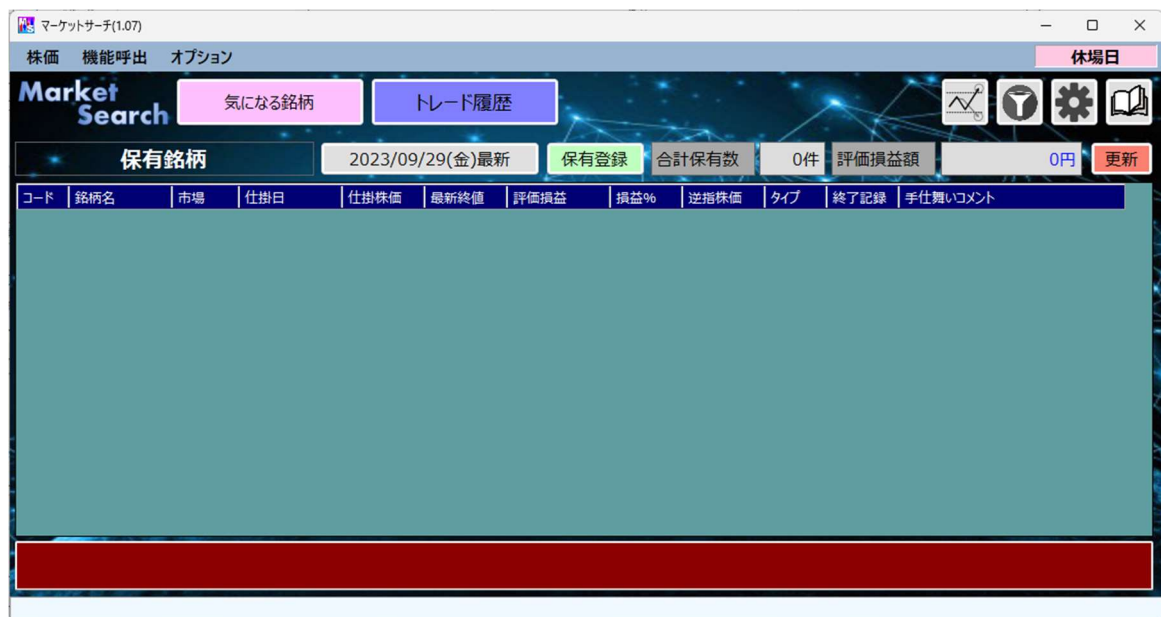 マーケットサーチ(1.07)
株価 機能呼出 オプション 休場日
Market
Search
気になる銘柄 トレード履歴
保有銘柄 2023/09/29(金)最新 保有登録 合計保有数 0件 評価損益額 0円 更新
コード 銘柄名 市場 仕掛日 仕掛株価 最新終値 評価損益 損益% 逆指株価 タイプ 終了記録 手仕舞いコメント